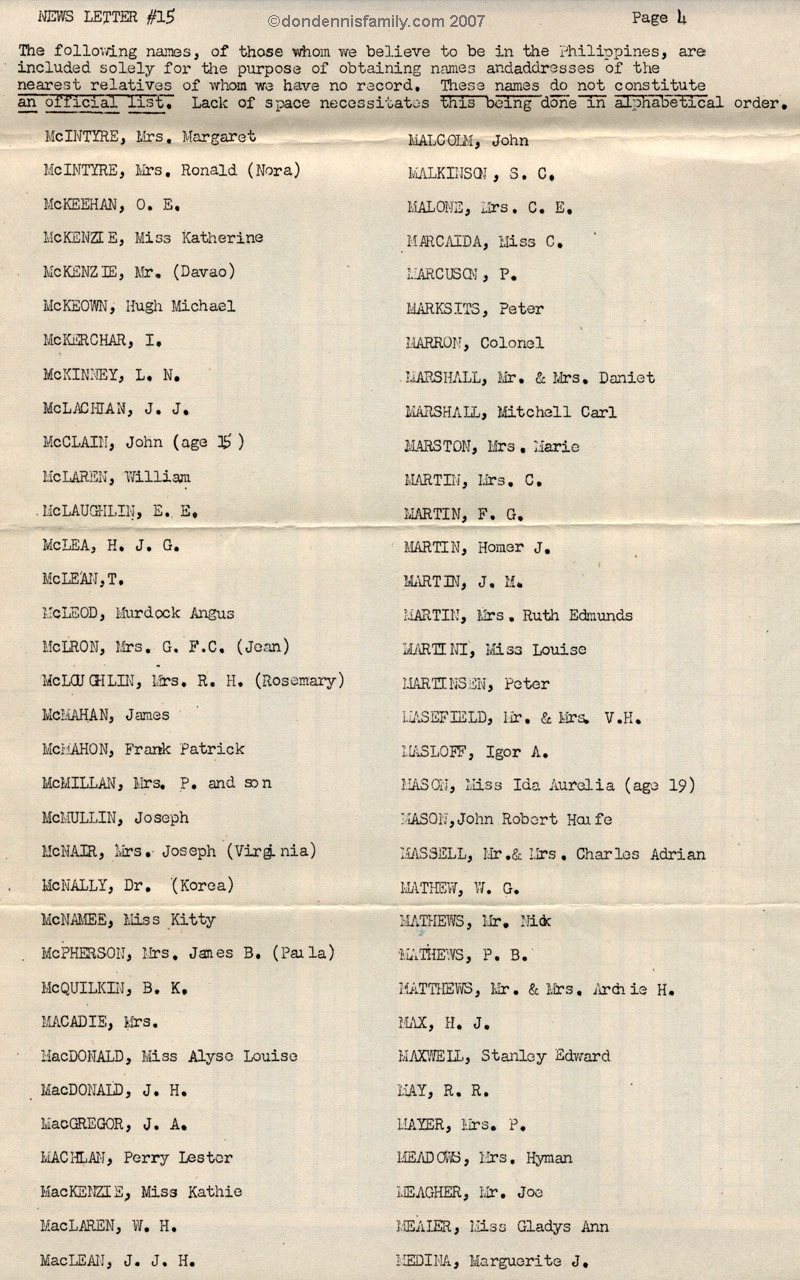 NEWS LETTER #15
©dondennisfamily.com 2007
Page 4
The following names, of those whom we believe to be in the Philippines, are
included solely for the purpose of obtaining names andaddresses of the
nearest relatives of whom we have no record. These names do not constitute
an official list. Lack of space necessitates this being done in alphabetical order.
McINTYRE, Mrs. Margaret
McINTYRE, Mrs. Ronald (Nora)
McKEEHAN, O. E.
McKENZIE, Miss Katherine
McKENZIE, Mr. (Davao)
McKEOWN, Hugh Michael
McKERCHAR, I.
McKINNEY, L. N.
McLACHIAN, J. J.
McCLAIN, John (age 15)
McLAREN, William
McLAUGHLIN, E. E.
McLEA, H. J. G.
McLEAN,T.
McLEOD, Murdock Angus
McLRON, Mrs. G. F.C. (Jean)
McLOUGHLIN, Mrs. R. H. (Rosemary)
McMAHAN, James
McMAHON, Frank Patrick
McMILLAN, Mrs. P. and son
McMULLIN, Joseph
McNAIR, Mrs. Joseph (Virginia)
McNALLY, Dr. (Korea)
McNAMEE, Miss Kitty
McPHERSON, Mrs. James B. (Paula)
McQUILKIN, B. K.
MACADIE, Mrs.
MacDONALD, Miss Alyse Louise
MacDONALD, J. H.
MacGREGOR, J. A.
MACHLAN, Perry Lester
MacKENZIE, Miss Kathie
MacLAREN, W. H.
MacLEAN, J. J. H.
MALCOLM, John
MALKINSON, S. C.
MALONE, Mrs. C. E.
MARCAIDA, Miss C.
MARCUSON, P.
MARKSITS, Peter
MARRON, Colonel
MARSHALL, Mr. & Mrs. Daniet
MARSHALL, Mitchell Carl
MARSTON, Mrs. Marie
MARTIN, Mrs. C.
MARTIN, F. G.
MARTIN, Homer J.
MARTIN, J. M.
MARTIN, Mrs. Ruth Edmunds
MARTINI, Miss Louise
MARTINSEN, Peter
MASEFIELD, Mr. & Mrs. V.H.
MASLOFF, Igor A.
MASON, Miss Ida Aurelia (age 19)
MASON,John Robert Haife
MASSELL, Mr.& Mrs. Charles Adrian
MATHEW, W. G.
MATHEWS, Mr. Nick
MATHEWS, P. B.
MATTHEWS, Mr. & Mrs. Archie H.
MAX, H. J.
MAXWELL, Stanley Edward
MAY, R. R.
MAYER, Mrs. P.
MEADOWS, Mrs. Hyman
MEAGHER, Mr. Joe
MEAIER, Miss Gladys Ann
MEDINA, Marguerite J.